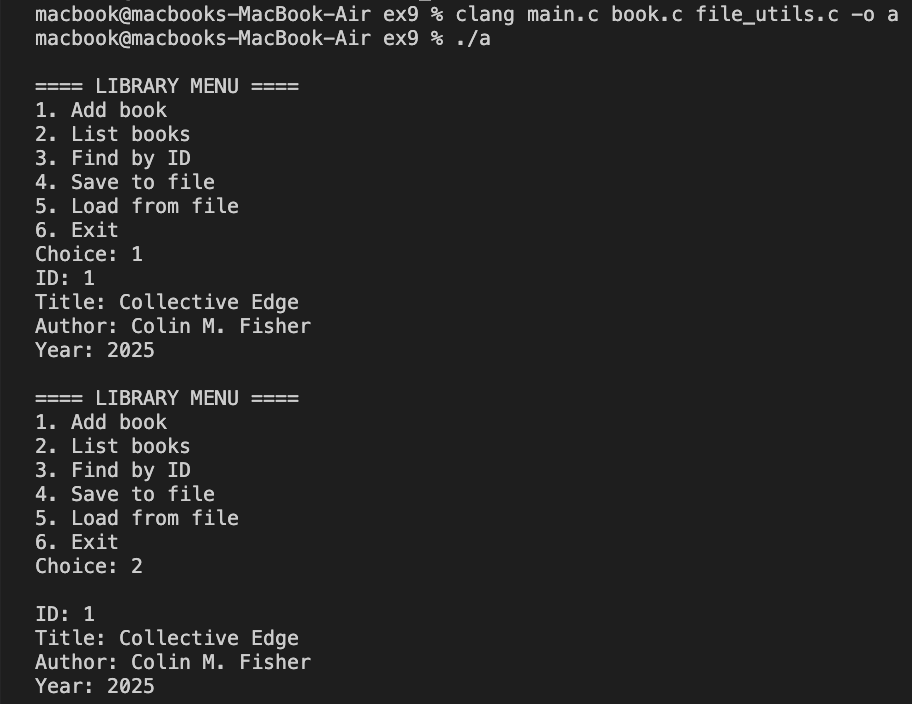 macbook@macbooks-MacBook-Air ex9 % clang main.c book.c file_utils.c -o a
macbook@macbooks-MacBook-Air ex9 % ./a
==== LIBRARY MENU ====
1. Add book
2. List books
3. Find by ID
4. Save to file
5. Load from file
6. Exit
Choice: 1
ID: 1
Title: Collective Edge
Author: Colin M. Fisher
Year: 2025
==== LIBRARY MENU ====
1. Add book
2. List books
3. Find by ID
4. Save to file
5. Load from file
6. Exit
Choice: 2
ID: 1
Title: Collective Edge
Author: Colin M. Fisher
Year: 2025